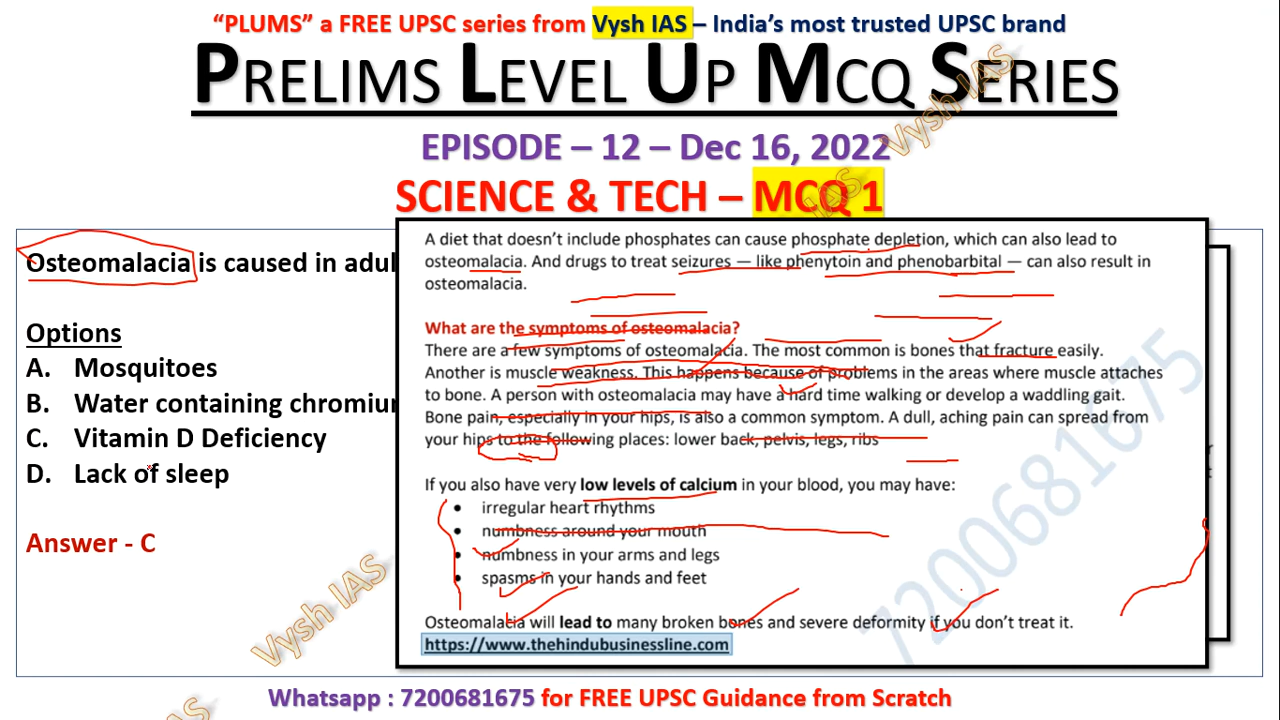 “PLUMS” a FREE UPSC series from Vysh IAS – India’s most trusted UPSC brand
PRELIMS LEVEL UP MCQ SERIES
EPISODE – 12 – Dec 16, 2022
SCIENCE & TECH – MCQ 1
Osteomalacia is caused in adul
Options
A. Mosquitoes
B. Water containing chromiur
C. Vitamin D Deficiency
D. Lack of sleep
Answer - C
A diet that doesn’t include phosphates can cause phosphate depletion, which can also lead to
osteomalacia. And drugs to treat seizures — like phenytoin and phenobarbital — can also result in
osteomalacia.
What are the symptoms of osteomalacia?
There are a few symptoms of osteomalacia. The most common is bones that fracture easily.
Another is muscle weakness. This happens because of problems in the areas where muscle attaches
to bone. A person with osteomalacia may have a hard time walking or develop a waddling gait.
Bone pain, especially in your hips, is also a common symptom. A dull, aching pain can spread from
your hips to the following places: lower back, pelvis, legs, ribs
If you also have very low levels of calcium in your blood, you may have:
• irregular heart rhythms
• numbness around your mouth
• numbness in your arms and legs
• spasms in your hands and feet
Osteomalacia will lead to many broken bones and severe deformity if you don’t treat it.
https://www.thehindubusinessline.com
Vysh IAS
IAS
7200681675
Vysh IAS
IAS
Whatsapp : 7200681675 for FREE UPSC Guidance from Scratch